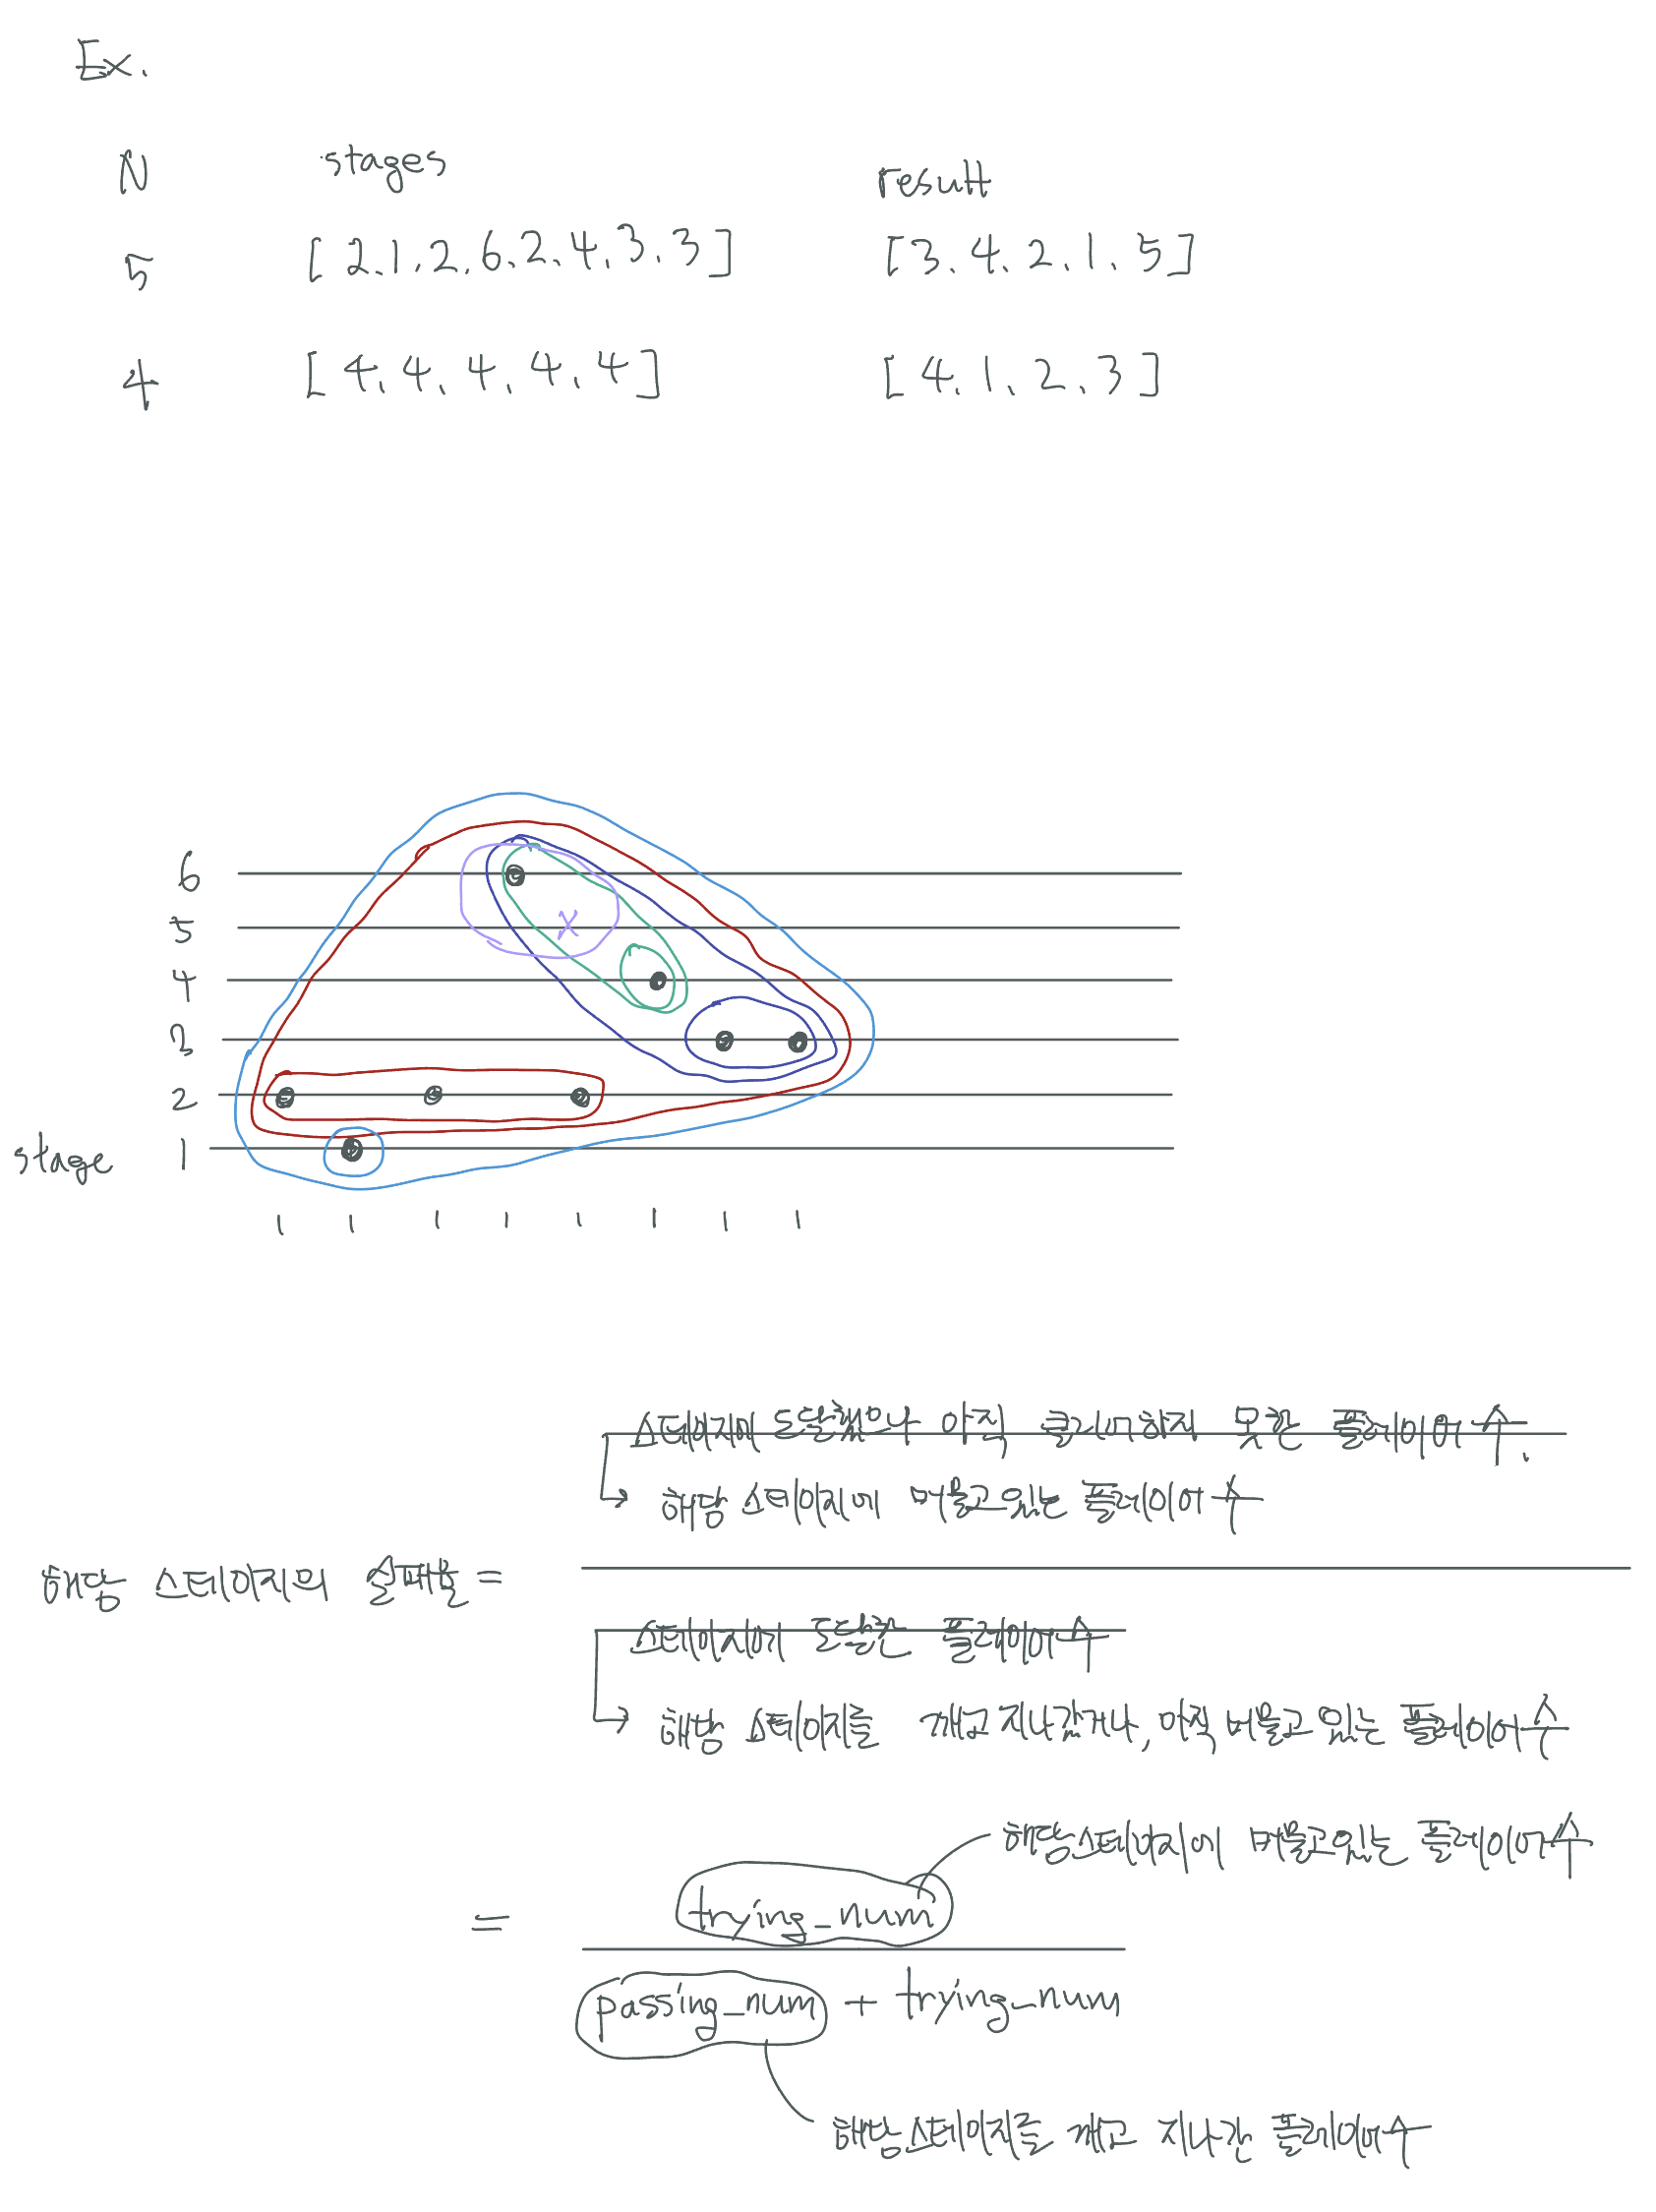 Ex.
N stages result
5 [2.1.2.6.2.4.3.3] [3.4.2.1.5]
4 [4.4.4.4.4] [4.1.2.3]
6
5 X
4
3
2
stage 1
스테이지에 도달했으나 아직 클리어하지 못한 플레이어 수.
해당 스테이지에 머물고있는 플레이어 수
해당 스테이지의 실패율 =
스테이지에 도달한 플레이어 수
해당 스테이지를 깨고 지나갔거나, 아직 머물고 있는 플레이어 수
해당스테이지에 머물고있는 플레이어수
= trying_num
passing_num + trying_num
해당스테이지를 깨고 지나간 플레이어수